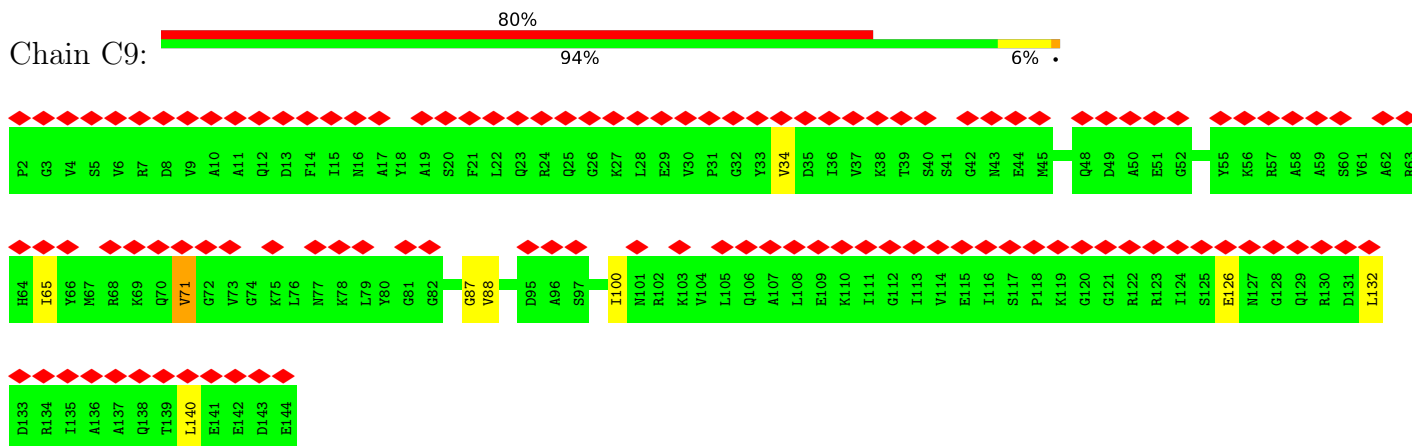 80%
Chain C9:
94% 6% •
P2 G3 V4 S5 V6 R7 D8 V9 A10 A11 Q12 D13 F14 I15 N16 A17 Y18 A19 S20 F21 L22 Q23 R24 Q25 G26 K27 L28 E29 V30 P31 G32 Y33 V34 D35 I36 V37 K38 T39 S40 S41 G42 N43 E44 M45 Q48 D49 A50 E51 G52 Y55 K56 R57 A58 A59 S60 V61 A62 R63
H64 I65 Y66 M67 R68 K69 Q70 V71 G72 V73 G74 K75 L76 N77 K78 L79 Y80 G81 G82 G87 V88 D95 A96 S97 I100 N101 R102 K103 V104 L105 Q106 A107 L108 E109 K110 I111 G112 I113 V114 E115 I116 S117 P118 K119 G120 G121 R122 R123 I124 S125 E126 N127 G128 Q129 R130 D131 L132
D133 R134 I135 A136 A137 Q138 T139 L140 E141 E142 D143 E144